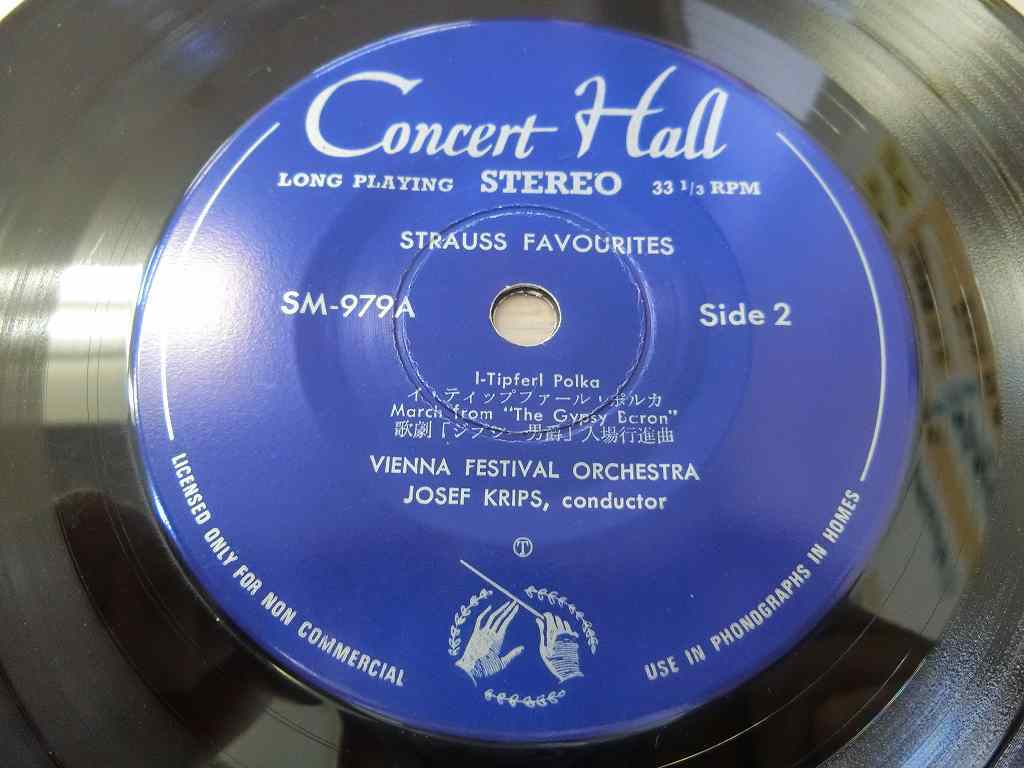 Concert Hall
LONG PLAYING STEREO 33 1/3 RPM
STRAUSS FAVOURITES
SM-979A Side 2
I-Tipferl Polka
イ・ティップファール・ポルカ
March from "The Gypsy Baron"
歌劇「ジプシー男爵」入場行進曲
VIENNA FESTIVAL ORCHESTRA
JOSEF KRIPS, conductor
Ⓣ
LICENSED ONLY FOR NON COMMERCIAL
USE IN PHONOGRAPHS IN HOMES